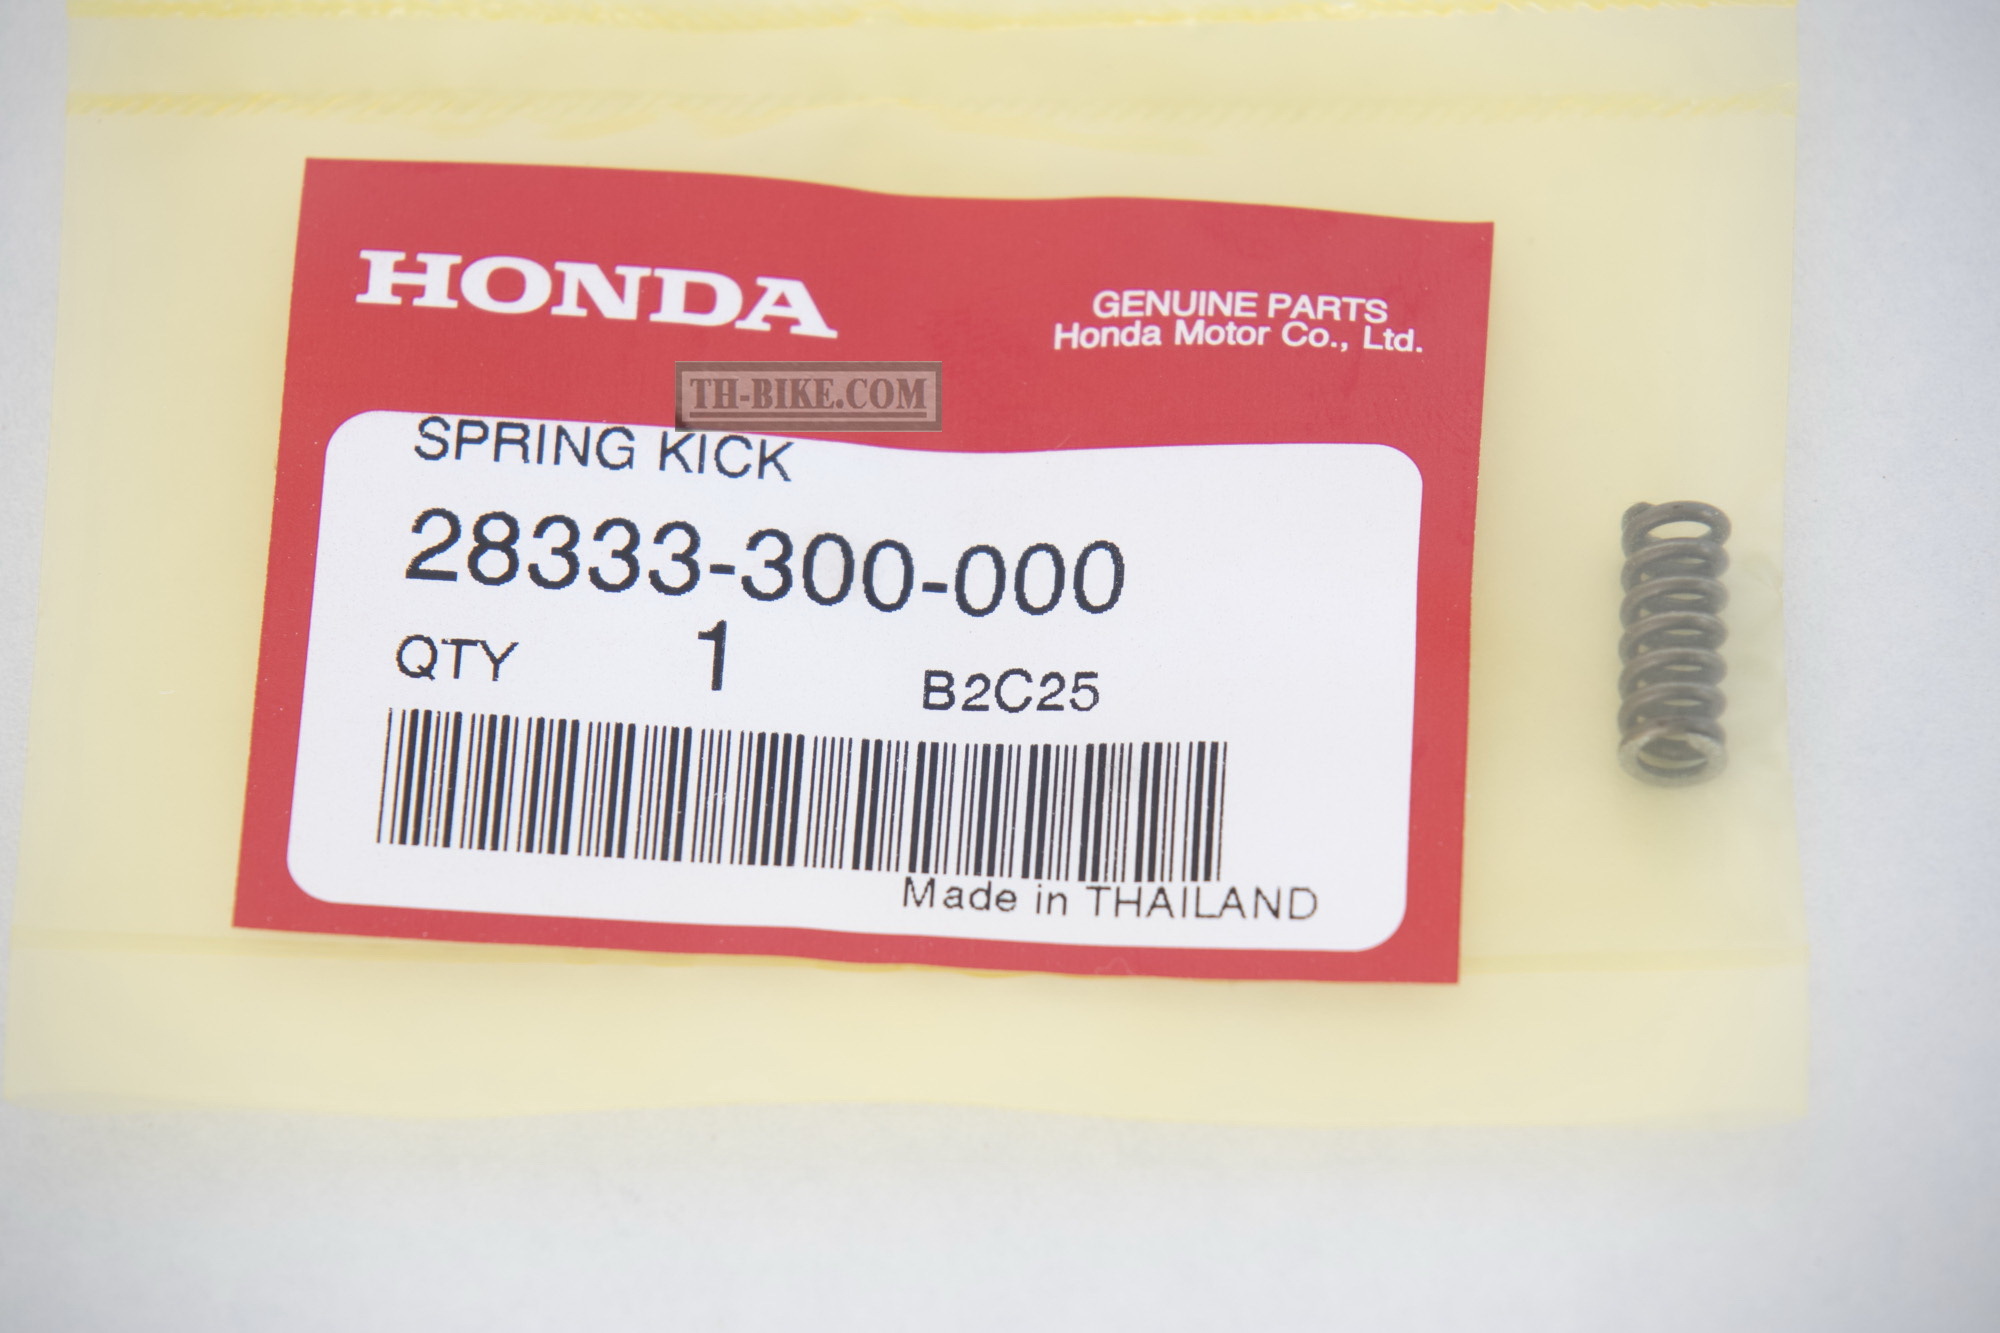 HONDA
GENUINE PARTS
Honda Motor Co., Ltd.
TH-BIKE.COM
SPRING KICK
28333-300-000
QTY 1 B2C25
Made in THAILAND